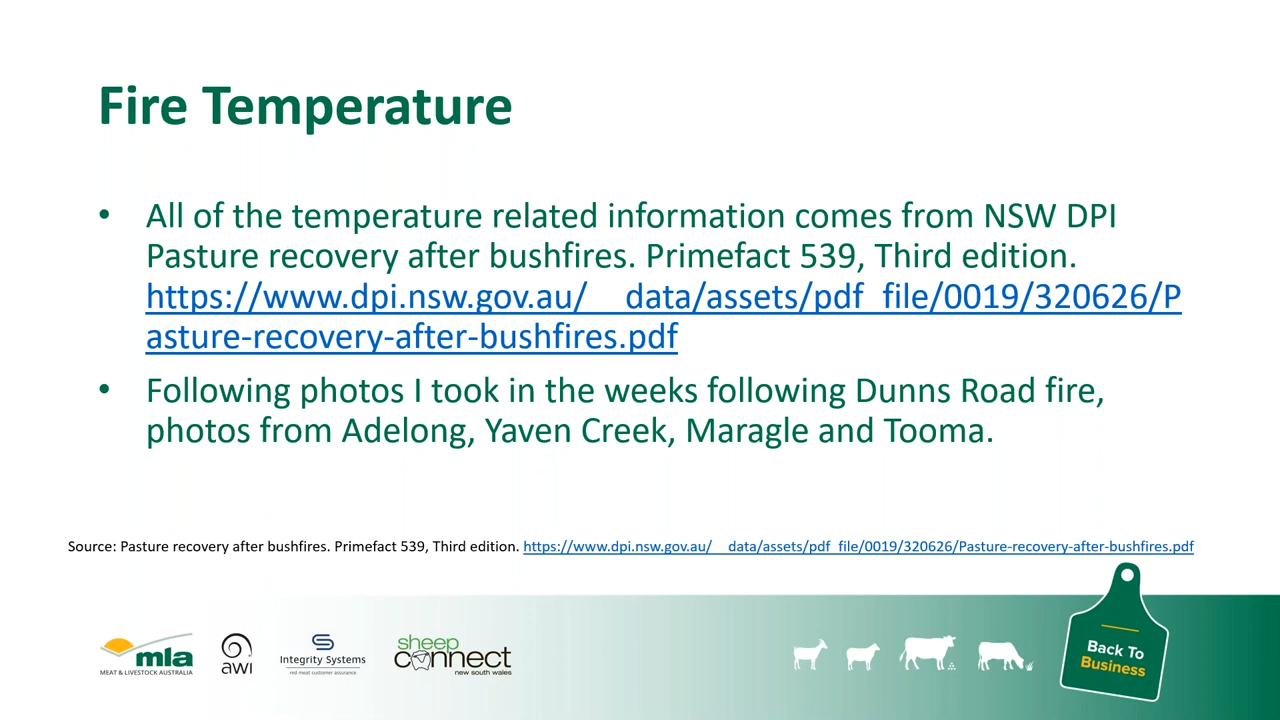 Fire Temperature
• All of the temperature related information comes from NSW DPI
Pasture recovery after bushfires. Primefact 539, Third edition.
https://www.dpi.nsw.gov.au/__data/assets/pdf_file/0019/320626/P
asture-recovery-after-bushfires.pdf
• Following photos I took in the weeks following Dunns Road fire,
photos from Adelong, Yaven Creek, Maragle and Tooma.
Source: Pasture recovery after bushfires. Primefact 539, Third edition. https://www.dpi.nsw.gov.au/__data/assets/pdf_file/0019/320626/Pasture-recovery-after-bushfires.pdf
mla
MEAT & LIVESTOCK AUSTRALIA
AWI
Integrity Systems
red meat customer assurance
sheep
connect
new south wales
Back To
Business